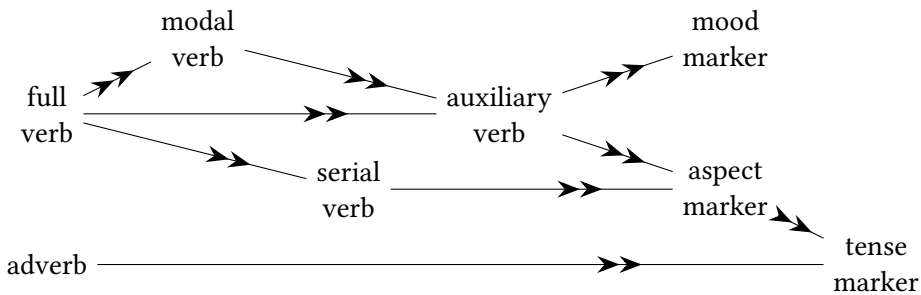 modal
verb
mood
marker
full
verb
auxiliary
verb
serial
verb
aspect
marker
adverb
tense
marker